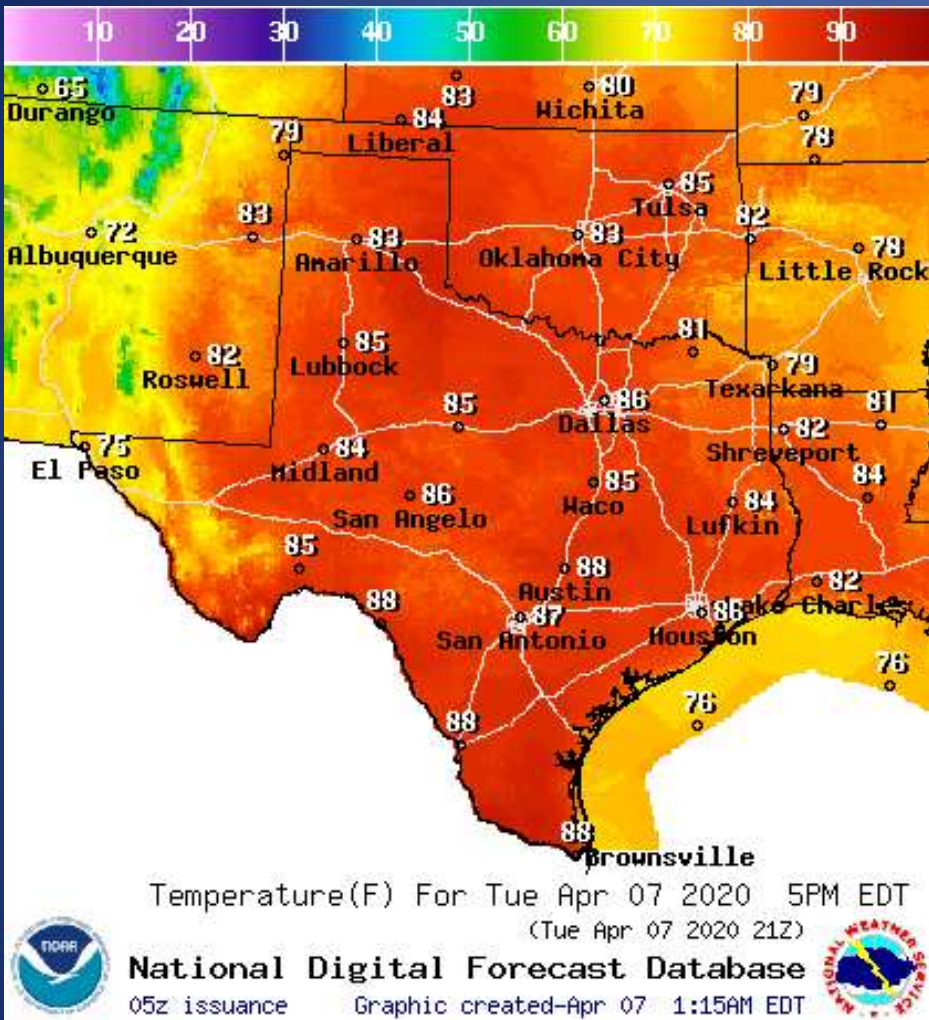 10 20 30 40 50 60 70 80 90
65
Durango
83
80
Wichita
79
84
Liberal
79
78
85
Tulsa
72
Albuquerque
83
83
Amarillo
83
Oklahoma City
82
78
Little Rock
82
Roswell
85
Lubbock
81
79
Texarkana
86
Dallas
85
81
82
Shreveport
75
El Paso
84
Midland
86
San Angelo
85
Waco
84
Lufkin
84
85
88
Austin
88
87
San Antonio
86
Houston
82
Lake Charles
76
76
88
88
Brownsville
Temperature(F) For Tue Apr 07 2020 5PM EDT
(Tue Apr 07 2020 21Z)
National Digital Forecast Database
05z issuance Graphic created-Apr 07 1:15AM EDT
NOAA
NATIONAL WEATHER SERVICE